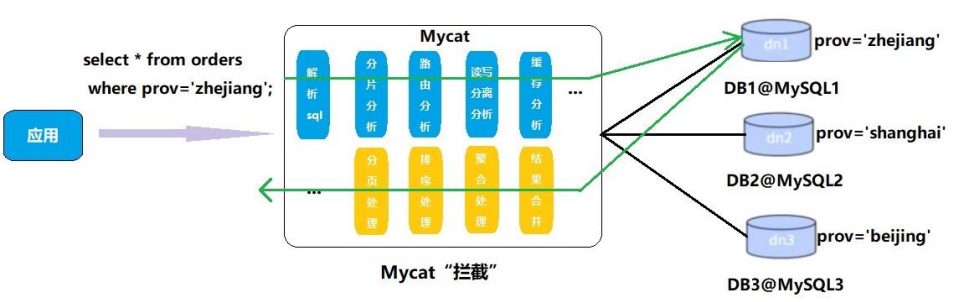 Mycat
select * from orders
where prov='zhejiang';
应用
解析sql
分片分析
路由分析
读写分离分析
缓存分析
...
...
分页处理
排序处理
聚合处理
结果合并
Mycat“拦截”
dn1
prov='zhejiang'
DB1@MySQL1
dn2
prov='shanghai'
DB2@MySQL2
dn3
prov='beijing'
DB3@MySQL3